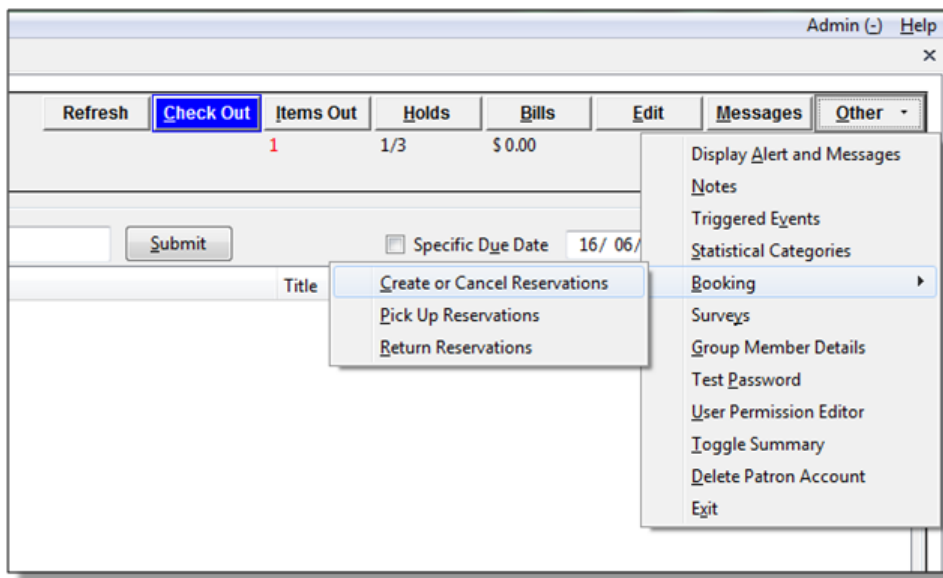 Admin (-) Help
×
Refresh Check Out Items Out Holds Bills Edit Messages Other
1 1/3 $ 0.00
Display Alert and Messages
Notes
Triggered Events
Submit Specific Due Date 16/ 06/
Statistical Categories
Title Create or Cancel Reservations Booking
Pick Up Reservations Surveys
Return Reservations Group Member Details
Test Password
User Permission Editor
Toggle Summary
Delete Patron Account
Exit